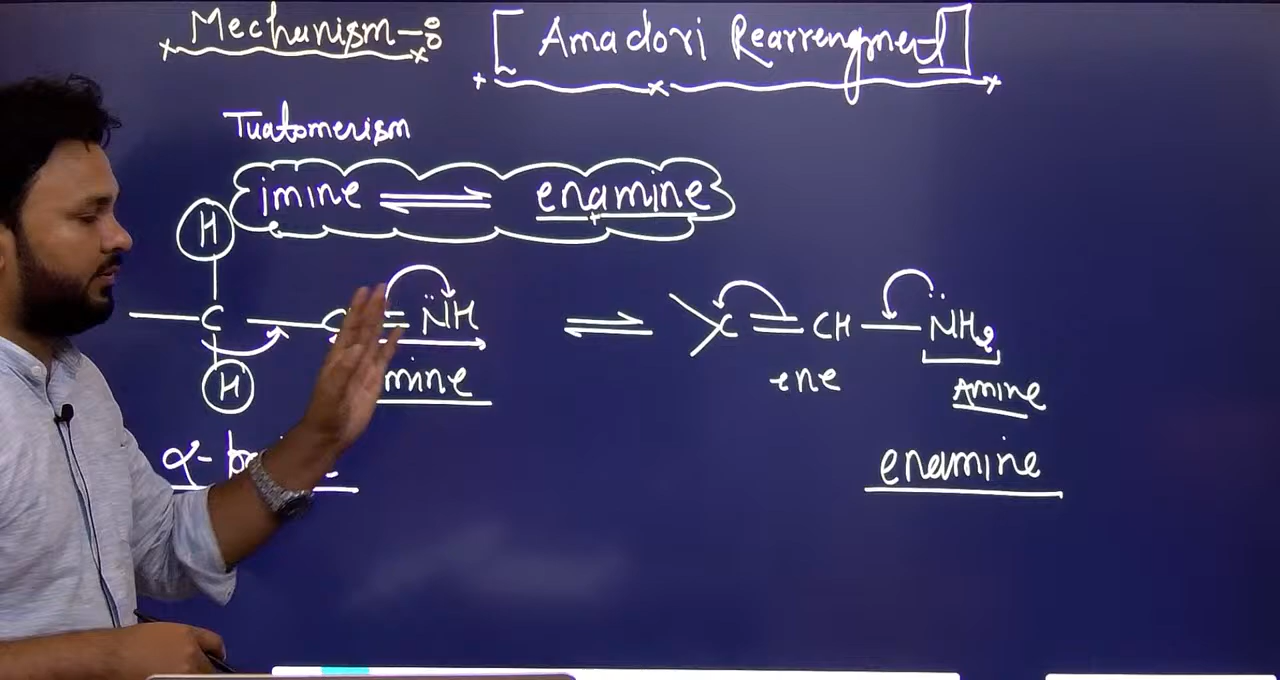 Mechanism-:
[Amadori Rearrengment]
Tuatomerism
imine ⇌ enamine
H
C C = NH ⇌ C = CH - NH2
H
mine
ene
Amine
α-
enamine